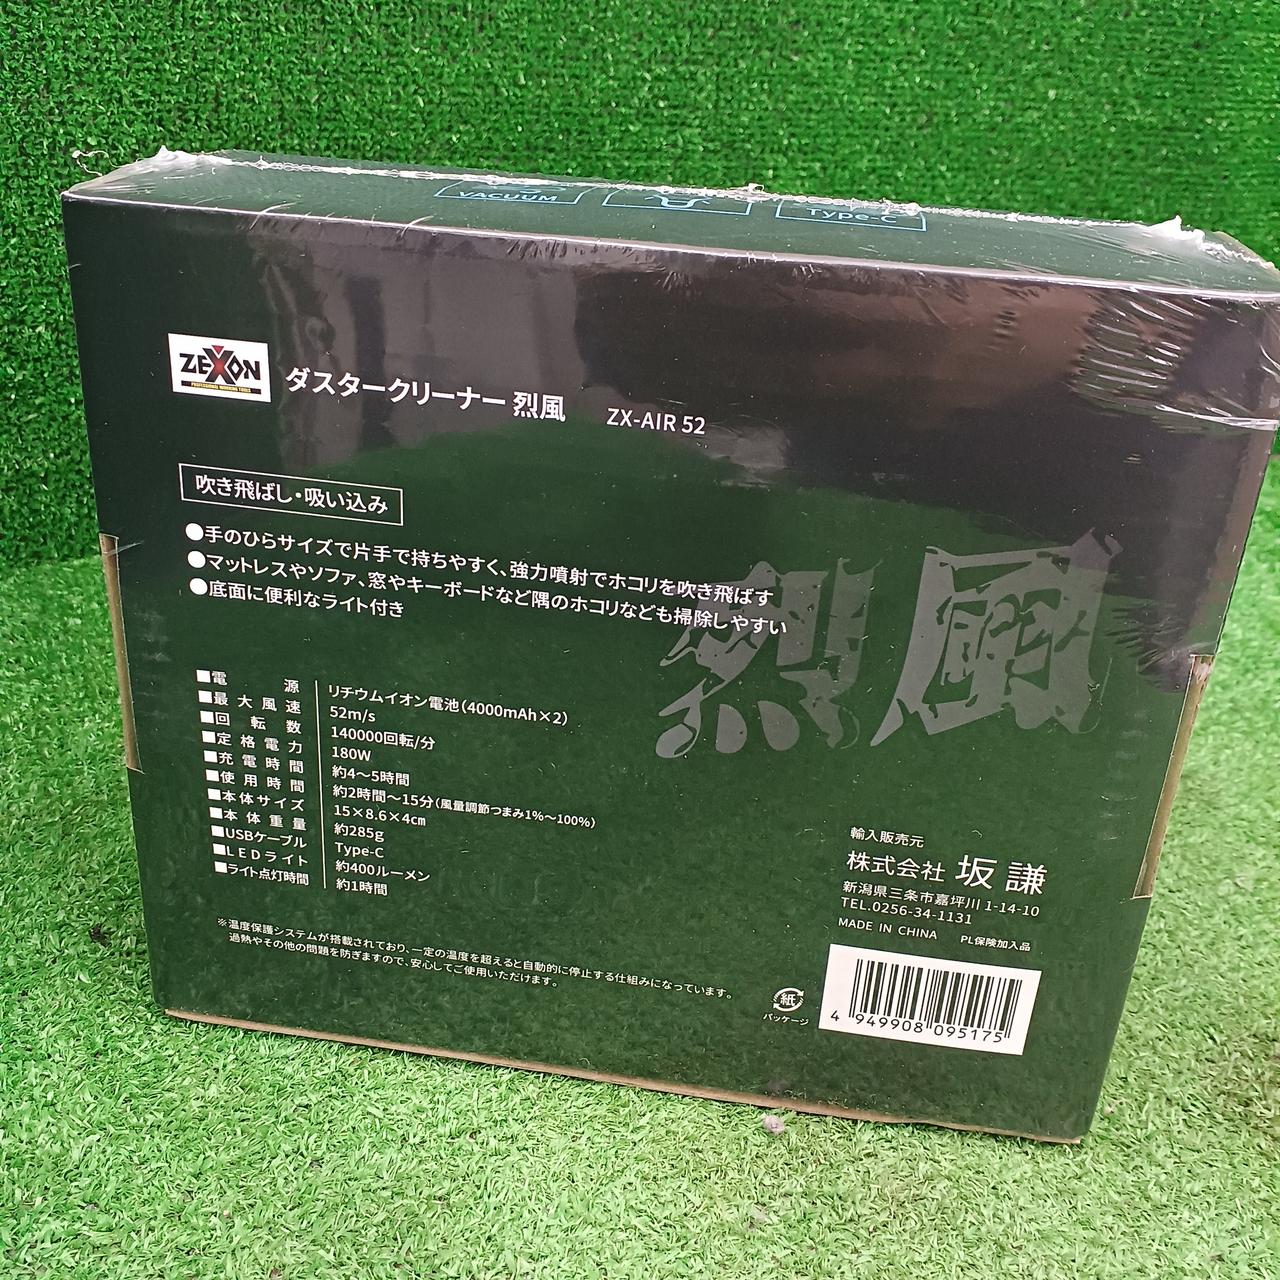 VACUUM
Type-C
ZEXON
PROFESSIONAL WORKING TOOLS
ダスタークリーナー 烈風 ZX-AIR 52
吹き飛ばし・吸い込み
●手のひらサイズで片手で持ちやすく、強力噴射でホコリを吹き飛ばす
●マットレスやソファ、窓やキーボードなど隅のホコリなども掃除しやすい
●底面に便利なライト付き
烈風
■電源 リチウムイオン電池(4000mAh×2)
■最大風速 52m/s
■回転数 140000回転/分
■定格電力 180W
■充電時間 約4〜5時間
■使用時間 約2時間〜15分(風量調節つまみ1%〜100%)
■本体サイズ 15×8.6×4㎝
■本体重量 約285g
■USBケーブル Type-C
■LEDライト 約400ルーメン
■ライト点灯時間 約1時間
※温度保護システムが搭載されており、一定の温度を超えると自動的に停止する仕組みになっています。
過熱やその他の問題を防ぎますので、安心してご使用いただけます。
輸入販売元
株式会社 坂謙
新潟県三条市嘉坪川 1-14-10
TEL.0256-34-1131
MADE IN CHINA PL保険加入品
紙
パッケージ
4 949908 095175